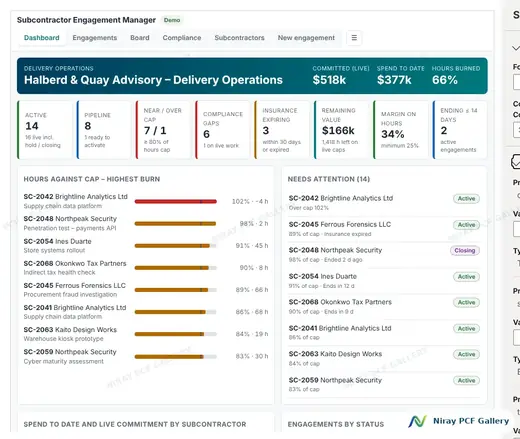 Subcontractor Engagement Manager Demo
Dashboard Engagements Board Compliance Subcontractors New engagement
DELIVERY OPERATIONS
Halberd & Quay Advisory – Delivery Operations
COMMITTED (LIVE) SPEND TO DATE HOURS BURNED
$518k $377k 66%
ACTIVE
14
16 live incl.
hold / closing
PIPELINE
8
1 ready to
activate
NEAR / OVER
CAP
7 / 1
≥ 80% of
hours cap
COMPLIANCE
GAPS
6
1 on live work
INSURANCE
EXPIRING
3
within 30 days
or expired
REMAINING
VALUE
$166k
1,418 h left on
live caps
MARGIN ON
HOURS
34%
minimum 25%
ENDING ≤ 14
DAYS
2
active
engagements
HOURS AGAINST CAP – HIGHEST BURN
SC-2042 Brightline Analytics Ltd
Supply chain data platform
102% · -4 h
SC-2048 Northpeak Security
Penetration test – payments API
98% · 2 h
SC-2054 Ines Duarte
Store systems rollout
91% · 45 h
SC-2068 Okonkwo Tax Partners
Indirect tax health check
90% · 8 h
SC-2045 Ferrous Forensics LLC
Procurement fraud investigation
89% · 66 h
SC-2041 Brightline Analytics Ltd
Supply chain data platform
86% · 68 h
SC-2063 Kaito Design Works
Warehouse kiosk prototype
84% · 19 h
SC-2059 Northpeak Security
Cyber maturity assessment
83% · 30 h
NEEDS ATTENTION (14)
SC-2042 Brightline Analytics Ltd Active
Over cap 102%
SC-2045 Ferrous Forensics LLC Active
89% of cap · Insurance expired
SC-2048 Northpeak Security Closing
98% of cap · Ended 2 d ago
SC-2054 Ines Duarte Active
91% of cap · Ends in 12 d
SC-2068 Okonkwo Tax Partners Active
90% of cap · Ends in 9 d
SC-2041 Brightline Analytics Ltd Active
86% of cap
SC-2063 Kaito Design Works Active
84% of cap
SC-2059 Northpeak Security Active
83% of cap
SPEND TO DATE AND LIVE COMMITMENT BY SUBCONTRACTOR
ENGAGEMENTS BY STATUS
Niray PCF Gallery